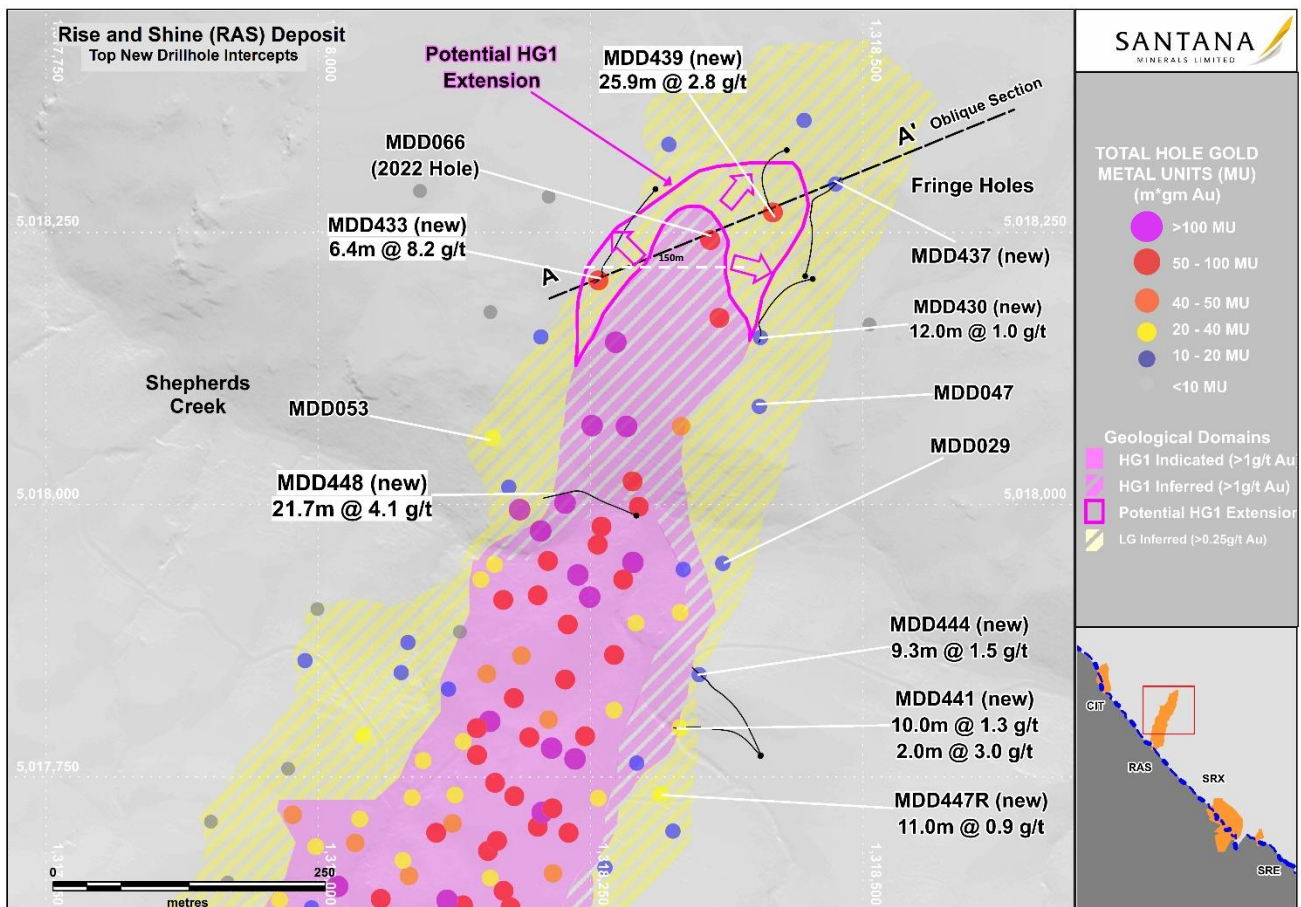 Rise and Shine (RAS) Deposit
Top New Drillhole Intercepts
Potential HG1
Extension
MDD439 (new)
25.9m @ 2.8 g/t
MDD066
(2022 Hole)
MDD433 (new)
6.4m @ 8.2 g/t
A
150m
A'
Oblique Section
Fringe Holes
MDD437 (new)
MDD430 (new)
12.0m @ 1.0 g/t
Shepherds
Creek
MDD053
MDD047
MDD029
MDD448 (new)
21.7m @ 4.1 g/t
MDD444 (new)
9.3m @ 1.5 g/t
MDD441 (new)
10.0m @ 1.3 g/t
2.0m @ 3.0 g/t
MDD447R (new)
11.0m @ 0.9 g/t
1,318,500
1,318,500
1,318,250
5,018,250
5,018,250
5,018,000
5,018,000
5,017,750
0
250
metres
SANTANA
MINERALS LIMITED
TOTAL HOLE GOLD
METAL UNITS (MU)
(m*gm Au)
>100 MU
50 - 100 MU
40 - 50 MU
20 - 40 MU
10 - 20 MU
<10 MU
Geological Domains
HG1 Indicated (>1g/t Au)
HG1 Inferred (>1g/t Au)
Potential HG1 Extension
LG Inferred (>0.25g/t Au)
CIT
RAS
SRX
SRE